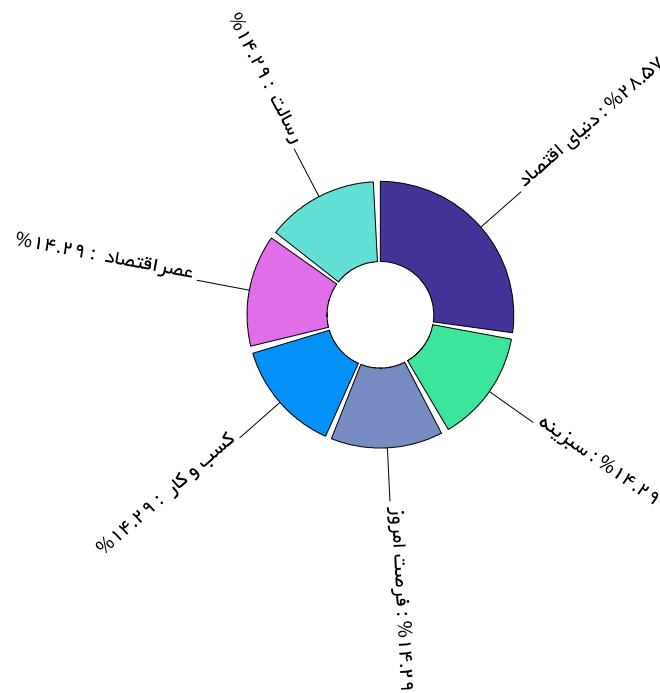 دنیای اقتصاد : %۲۸.۵۷
سبزینه : %۱۴.۲۹
فرصت امروز : %۱۴.۲۹
کسب و کار : %۱۴.۲۹
عصراقتصاد : %۱۴.۲۹
رسالت : %۱۴.۲۹